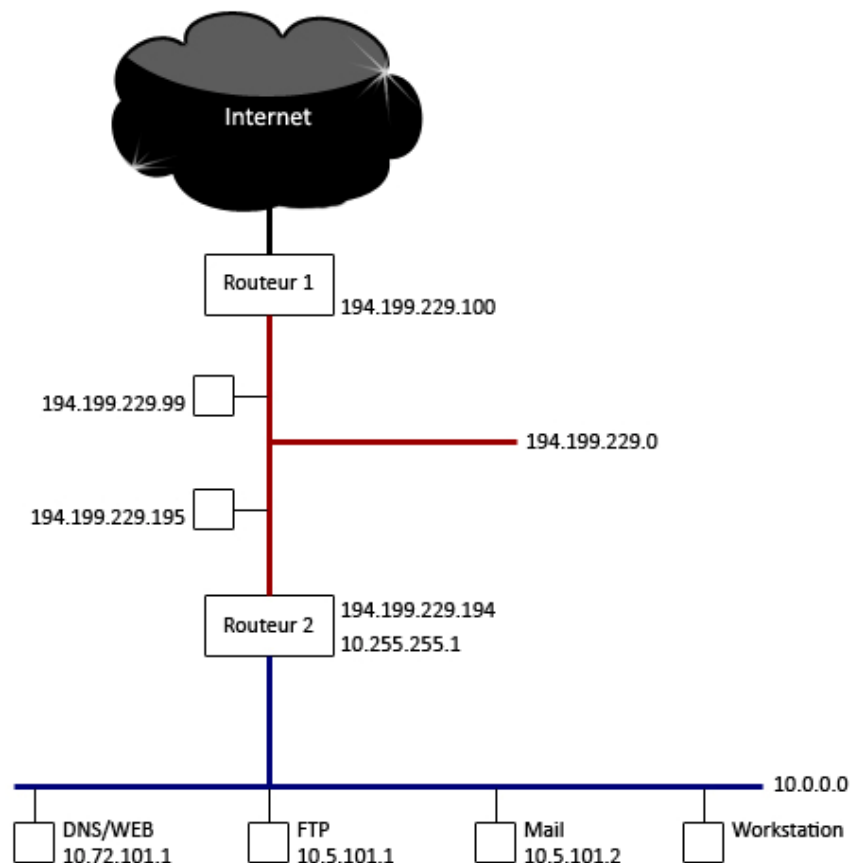 Internet
Routeur 1
194.199.229.100
194.199.229.99
194.199.229.0
194.199.229.195
Routeur 2
194.199.229.194
10.255.255.1
10.0.0.0
DNS/WEB
10.72.101.1
FTP
10.5.101.1
Mail
10.5.101.2
Workstation